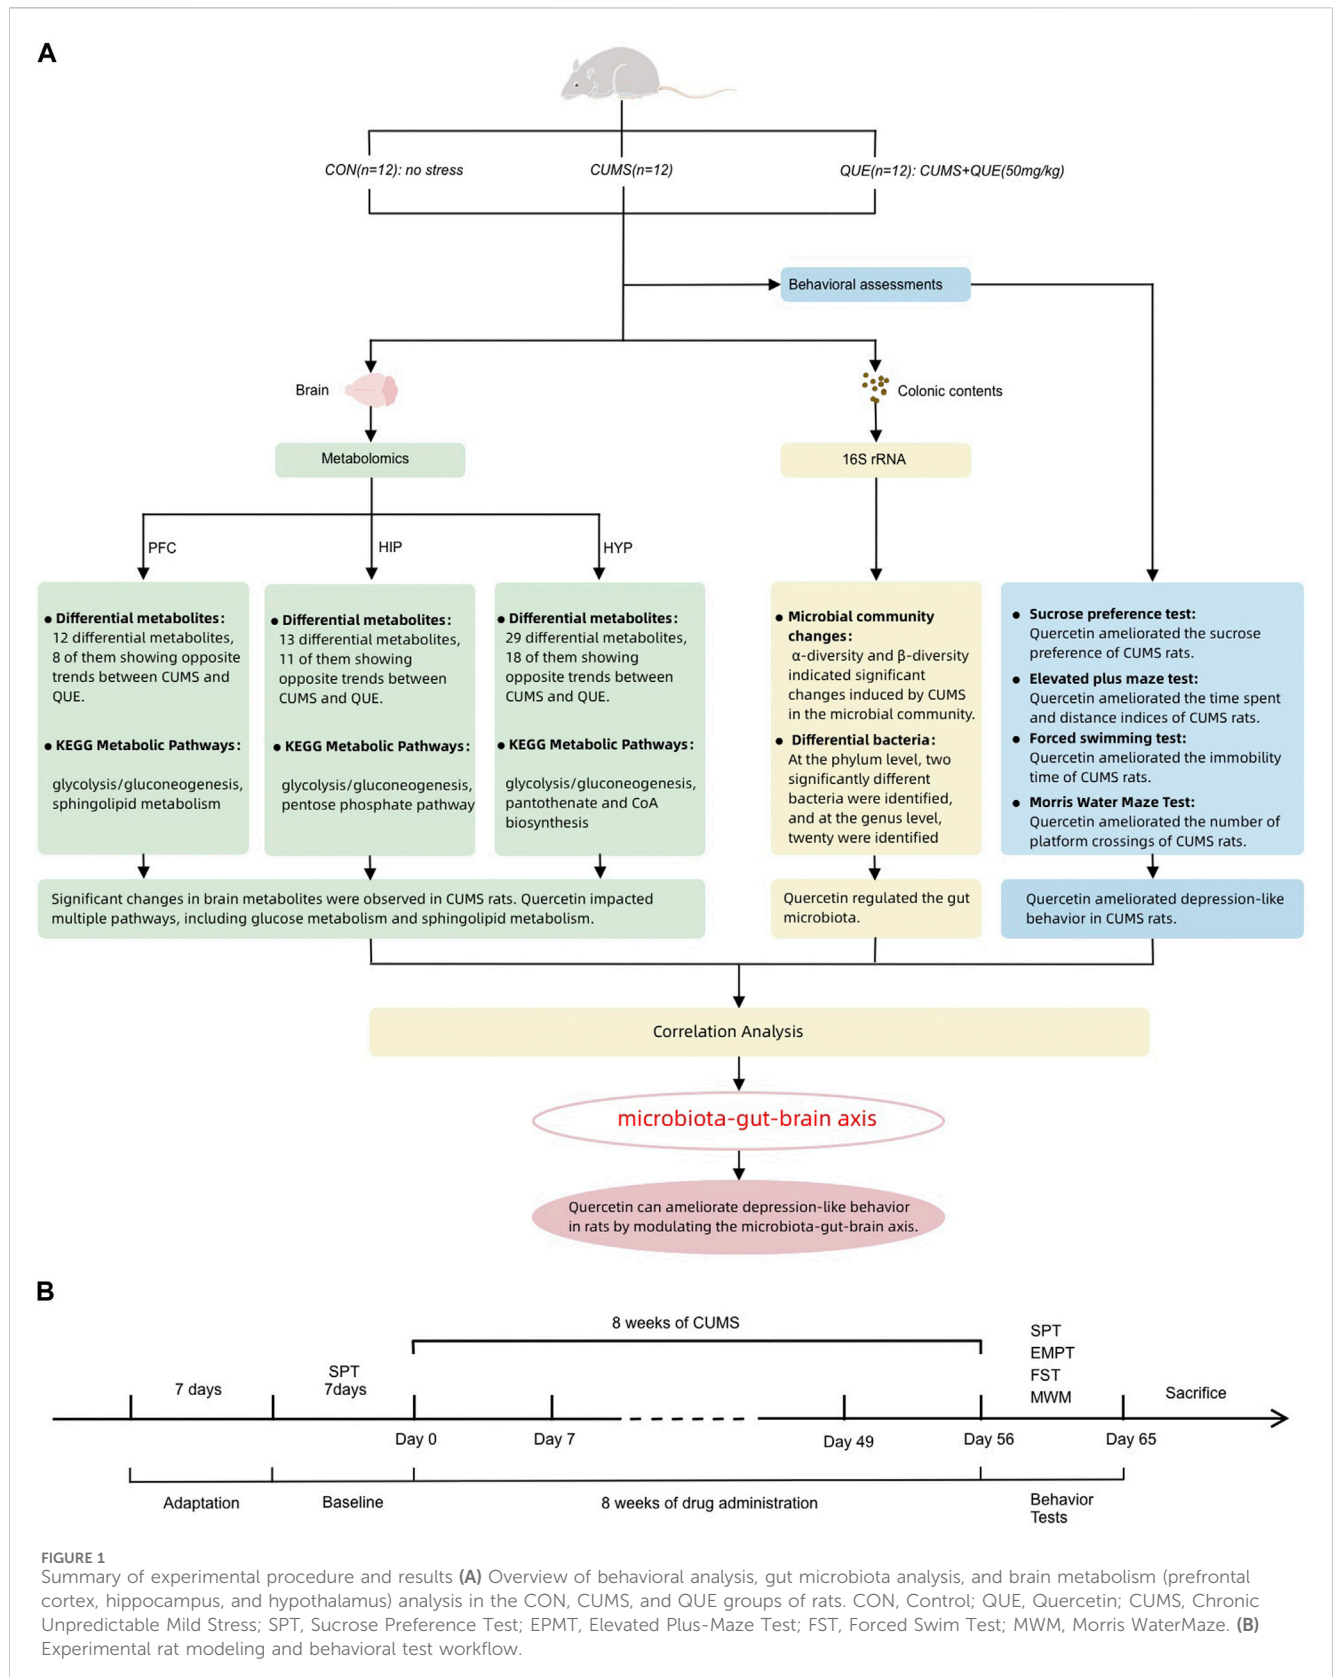 A
CON(n=12): no stress
CUMS(n=12)
QUE(n=12): CUMS+QUE(50mg/kg)
Behavioral assessments
Brain
Colonic contents
Metabolomics
16S rRNA
PFC
HIP
HYP
● Differential metabolites:
12 differential metabolites,
8 of them showing opposite
trends between CUMS and
QUE.
● KEGG Metabolic Pathways:
glycolysis/gluconeogenesis,
sphingolipid metabolism
● Differential metabolites:
13 differential metabolites,
11 of them showing
opposite trends between
CUMS and QUE.
● KEGG Metabolic Pathways:
glycolysis/gluconeogenesis,
pentose phosphate pathway
● Differential metabolites:
29 differential metabolites,
18 of them showing
opposite trends between
CUMS and QUE.
● KEGG Metabolic Pathways:
glycolysis/gluconeogenesis,
pantothenate and CoA
biosynthesis
● Microbial community
changes:
α-diversity and β-diversity
indicated significant
changes induced by CUMS
in the microbial community.
● Differential bacteria:
At the phylum level, two
significantly different
bacteria were identified,
and at the genus level,
twenty were identified
● Sucrose preference test:
Quercetin ameliorated the sucrose
preference of CUMS rats.
● Elevated plus maze test:
Quercetin ameliorated the time spent
and distance indices of CUMS rats.
● Forced swimming test:
Quercetin ameliorated the immobility
time of CUMS rats.
● Morris Water Maze Test:
Quercetin ameliorated the number of
platform crossings of CUMS rats.
Significant changes in brain metabolites were observed in CUMS rats. Quercetin impacted
multiple pathways, including glucose metabolism and sphingolipid metabolism.
Quercetin regulated the gut
microbiota.
Quercetin ameliorated depression-like
behavior in CUMS rats.
Correlation Analysis
microbiota-gut-brain axis
Quercetin can ameliorate depression-like behavior
in rats by modulating the microbiota-gut-brain axis.
B
8 weeks of CUMS
7 days
SPT
7days
SPT
EMPT
FST
MWM
Sacrifice
Day 0
Day 7
Day 49
Day 56
Day 65
Adaptation
Baseline
8 weeks of drug administration
Behavior
Tests
FIGURE 1
Summary of experimental procedure and results (A) Overview of behavioral analysis, gut microbiota analysis, and brain metabolism (prefrontal
cortex, hippocampus, and hypothalamus) analysis in the CON, CUMS, and QUE groups of rats. CON, Control; QUE, Quercetin; CUMS, Chronic
Unpredictable Mild Stress; SPT, Sucrose Preference Test; EPMT, Elevated Plus-Maze Test; FST, Forced Swim Test; MWM, Morris WaterMaze. (B)
Experimental rat modeling and behavioral test workflow.